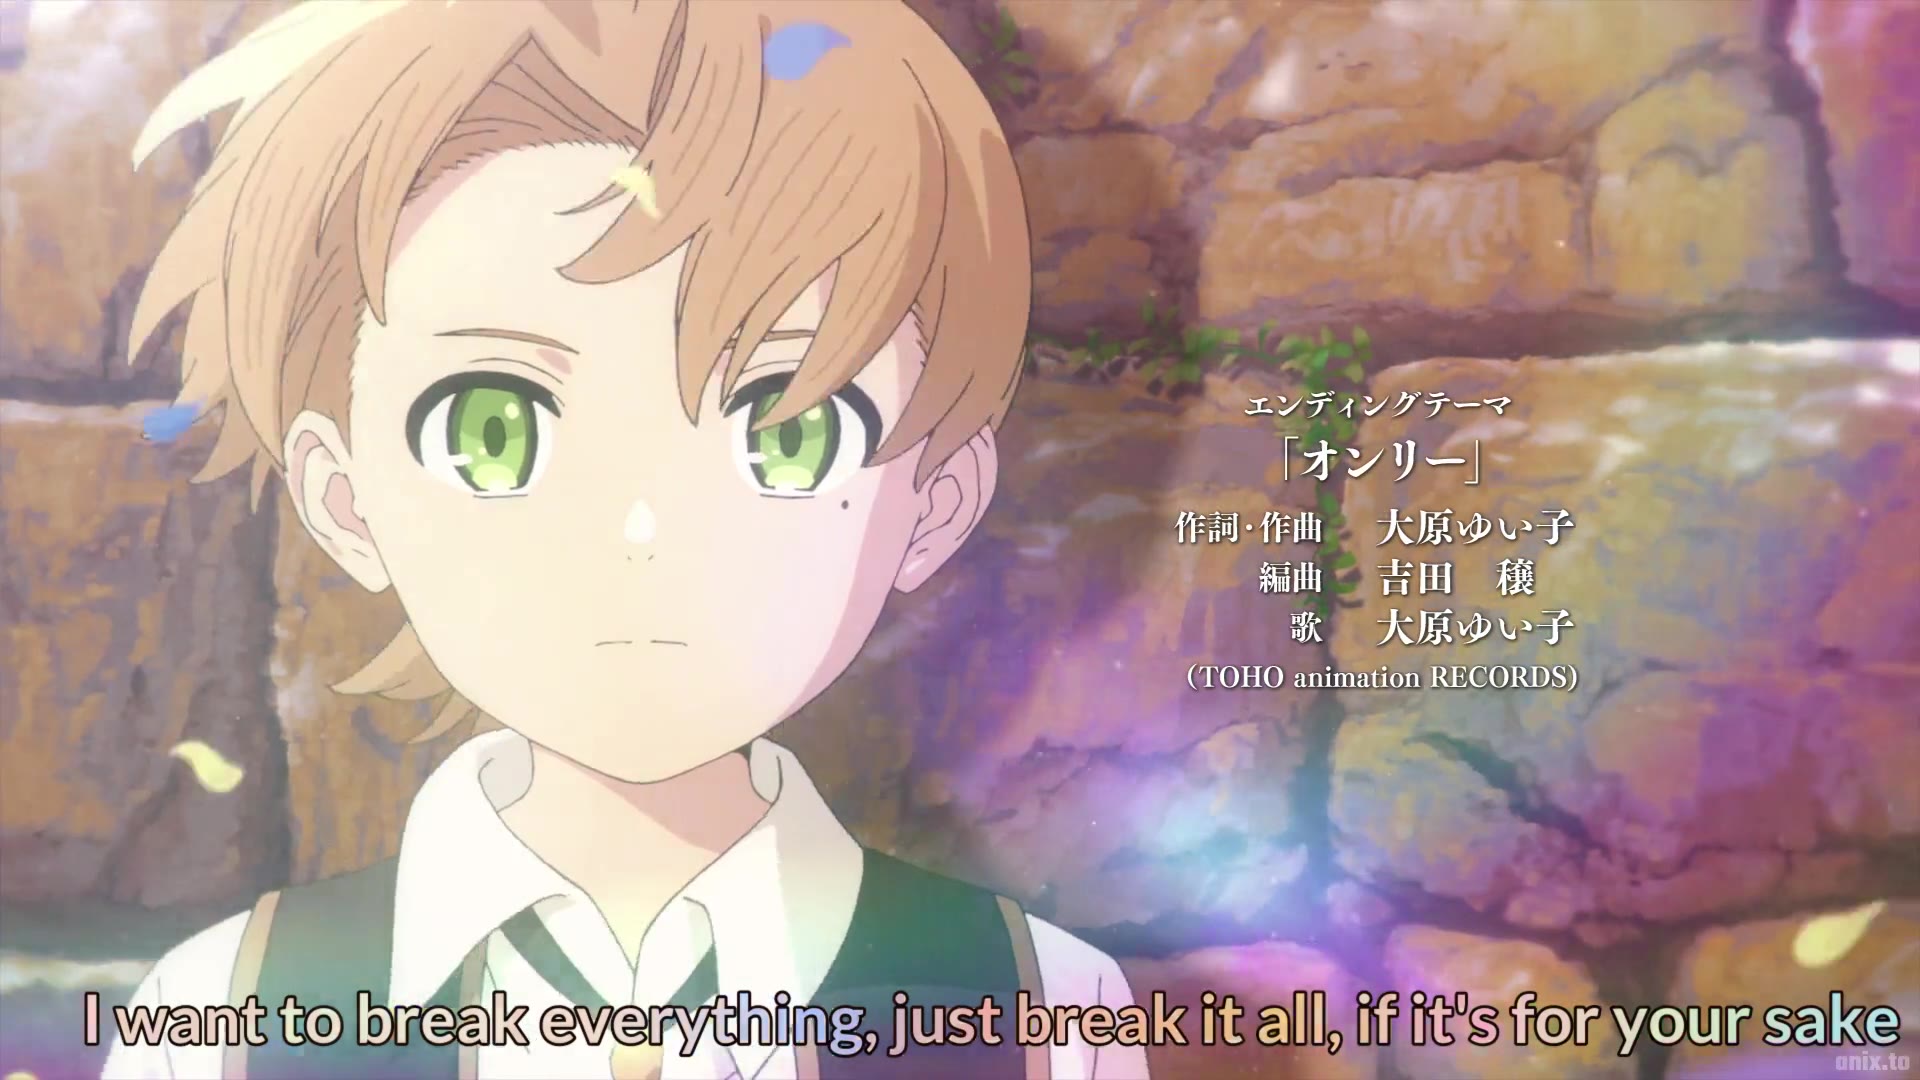 エンディングテーマ
「オンリー」
作詞・作曲 大原ゆい子
編曲 吉田 穣
歌 大原ゆい子
(TOHO animation RECORDS)
I want to break everything, just break it all, if it's for your sake
anix.to